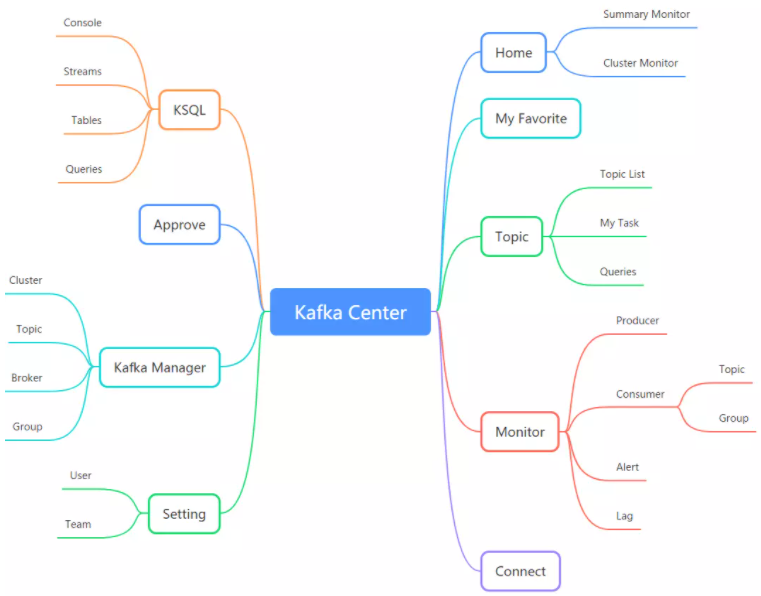 Kafka Center
Home
Summary Monitor
Cluster Monitor
My Favorite
Topic
Topic List
My Task
Queries
Monitor
Producer
Consumer
Topic
Group
Alert
Lag
Connect
KSQL
Console
Streams
Tables
Queries
Approve
Kafka Manager
Cluster
Topic
Broker
Group
Setting
User
Team